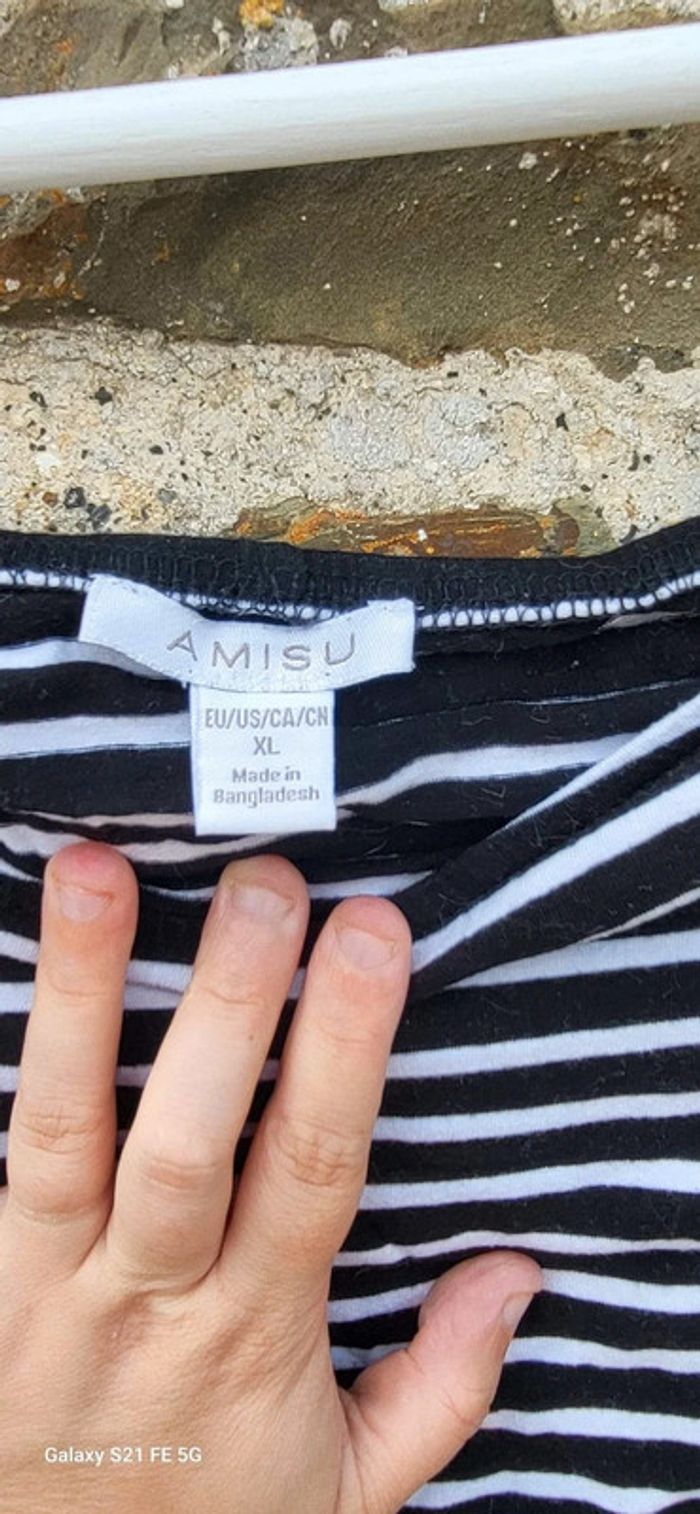 AMISU
EU/US/CA/CN
XL
Made in
Bangladesh
Galaxy S21 FE 5G